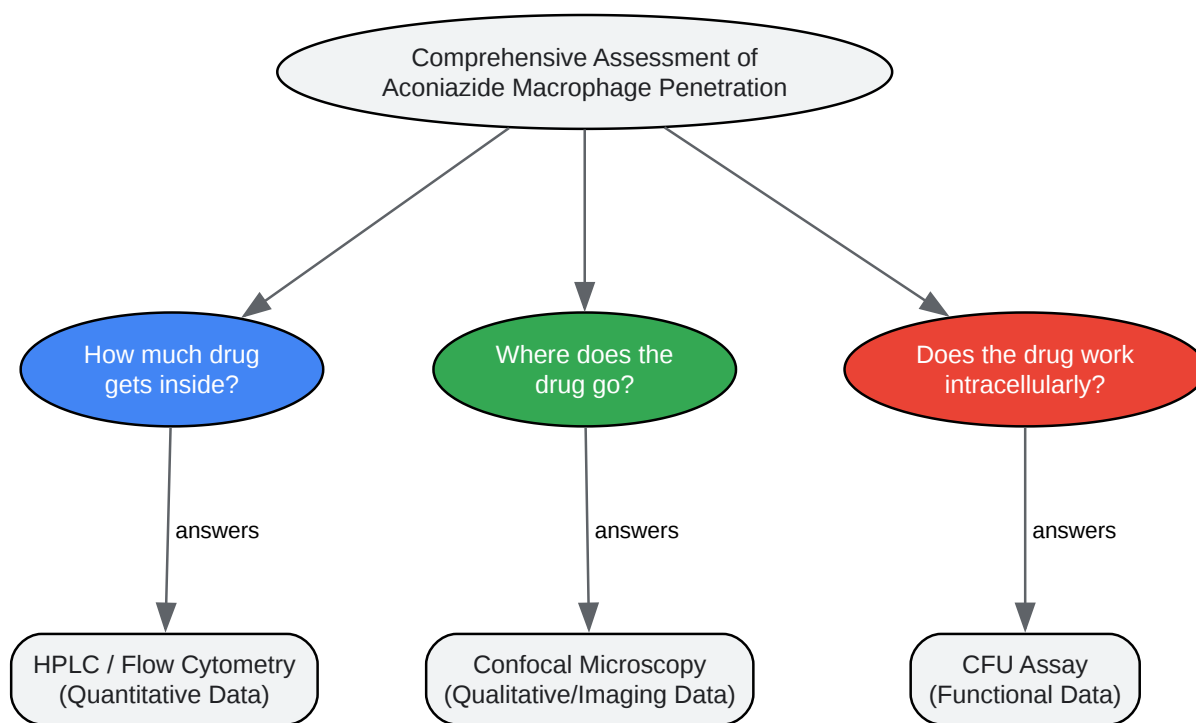 Comprehensive Assessment of
Aconiazide Macrophage Penetration
How much drug
gets inside?
Where does the
drug go?
Does the drug work
intracellularly?
answers
answers
answers
HPLC / Flow Cytometry
(Quantitative Data)
Confocal Microscopy
(Qualitative/Imaging Data)
CFU Assay
(Functional Data)